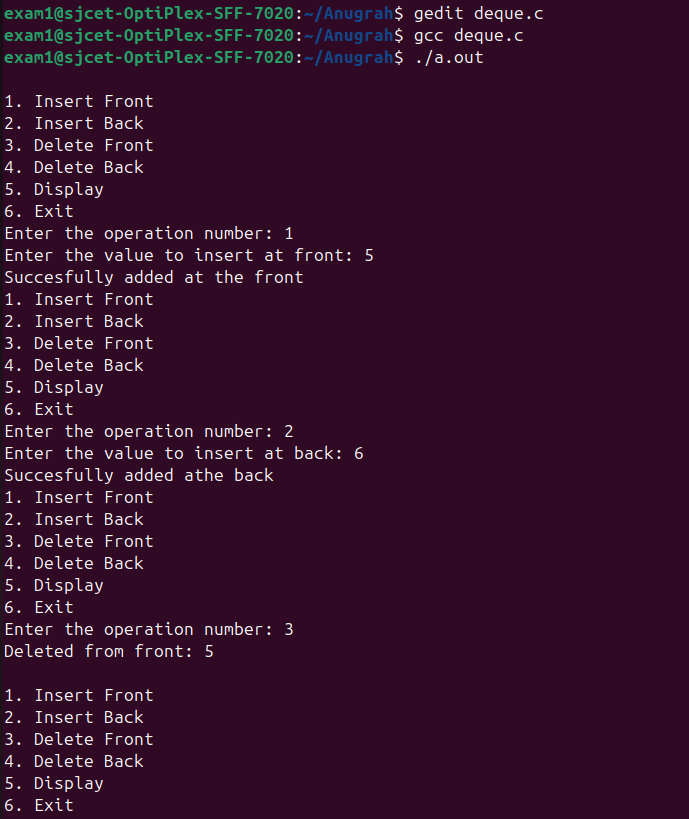 exam1@sjcet-OptiPlex-SFF-7020:~/Anugrah$ gedit deque.c
exam1@sjcet-OptiPlex-SFF-7020:~/Anugrah$ gcc deque.c
exam1@sjcet-OptiPlex-SFF-7020:~/Anugrah$ ./a.out
1. Insert Front
2. Insert Back
3. Delete Front
4. Delete Back
5. Display
6. Exit
Enter the operation number: 1
Enter the value to insert at front: 5
Succesfully added at the front
1. Insert Front
2. Insert Back
3. Delete Front
4. Delete Back
5. Display
6. Exit
Enter the operation number: 2
Enter the value to insert at back: 6
Succesfully added athe back
1. Insert Front
2. Insert Back
3. Delete Front
4. Delete Back
5. Display
6. Exit
Enter the operation number: 3
Deleted from front: 5
1. Insert Front
2. Insert Back
3. Delete Front
4. Delete Back
5. Display
6. Exit